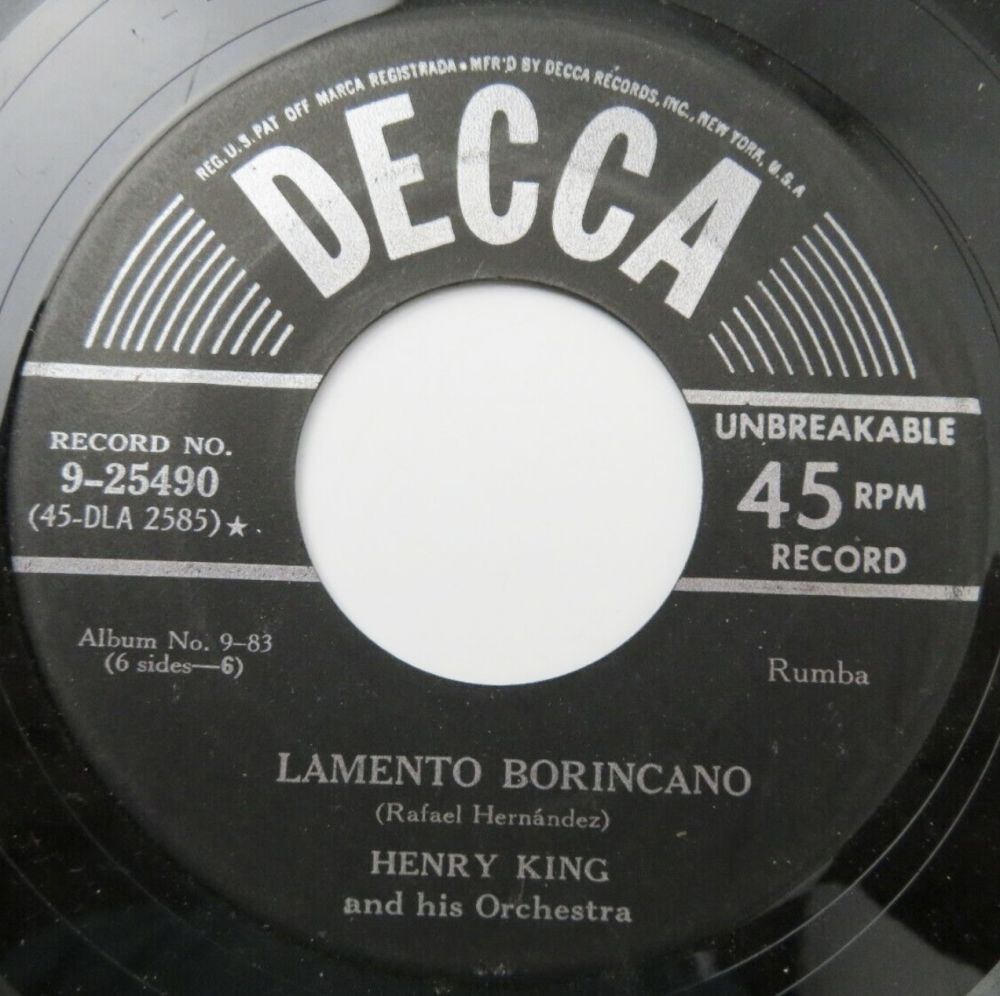 REG. U.S. PAT OFF MARCA REGISTRADA • MFR'D BY DECCA RECORDS, INC., NEW YORK, U.S.A
DECCA
RECORD NO.
9-25490
(45-DLA 2585)★.
UNBREAKABLE
45 RPM
RECORD
Album No. 9-83
(6 sides—6)
Rumba
LAMENTO BORINCANO
(Rafael Hernández)
HENRY KING
and his Orchestra